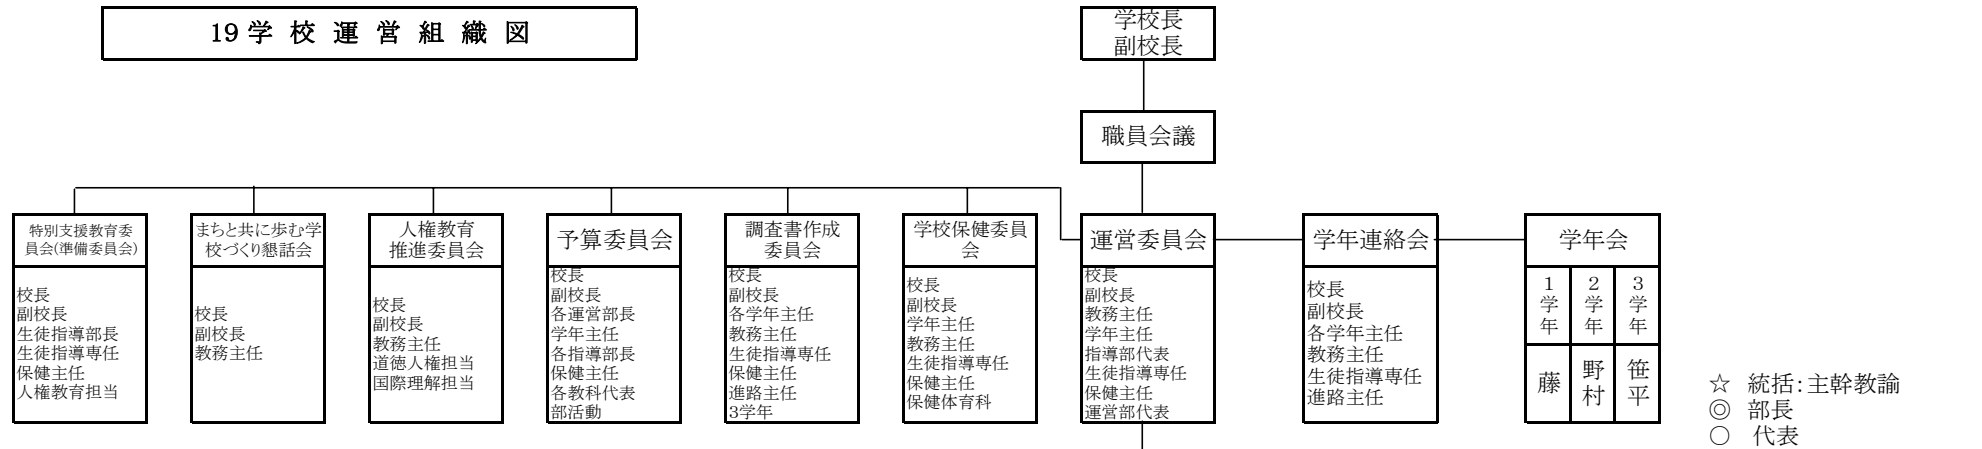 19 学 校 運 営 組 織 図
学校長
副校長
職員会議
特別支援教育委
員会(準備委員会)
校長
副校長
生徒指導部長
生徒指導専任
保健主任
人権教育担当
まちと共に歩む学
校づくり懇話会
校長
副校長
教務主任
人権教育
推進委員会
校長
副校長
教務主任
道徳人権担当
国際理解担当
予算委員会
校長
副校長
各運営部長
学年主任
各指導部長
保健主任
各教科代表
部活動
調査書作成
委員会
校長
副校長
各学年主任
教務主任
生徒指導専任
保健主任
進路主任
3学年
学校保健委員
会
校長
副校長
学年主任
教務主任
生徒指導専任
保健主任
保健体育科
運営委員会
校長
副校長
教務主任
学年主任
指導部代表
生徒指導専任
保健主任
運営部代表
学年連絡会
校長
副校長
各学年主任
教務主任
生徒指導専任
進路主任
学年会
1学年
2学年
3学年
藤
野村
笹平
☆ 統括：主幹教諭
◎ 部長
○ 代表